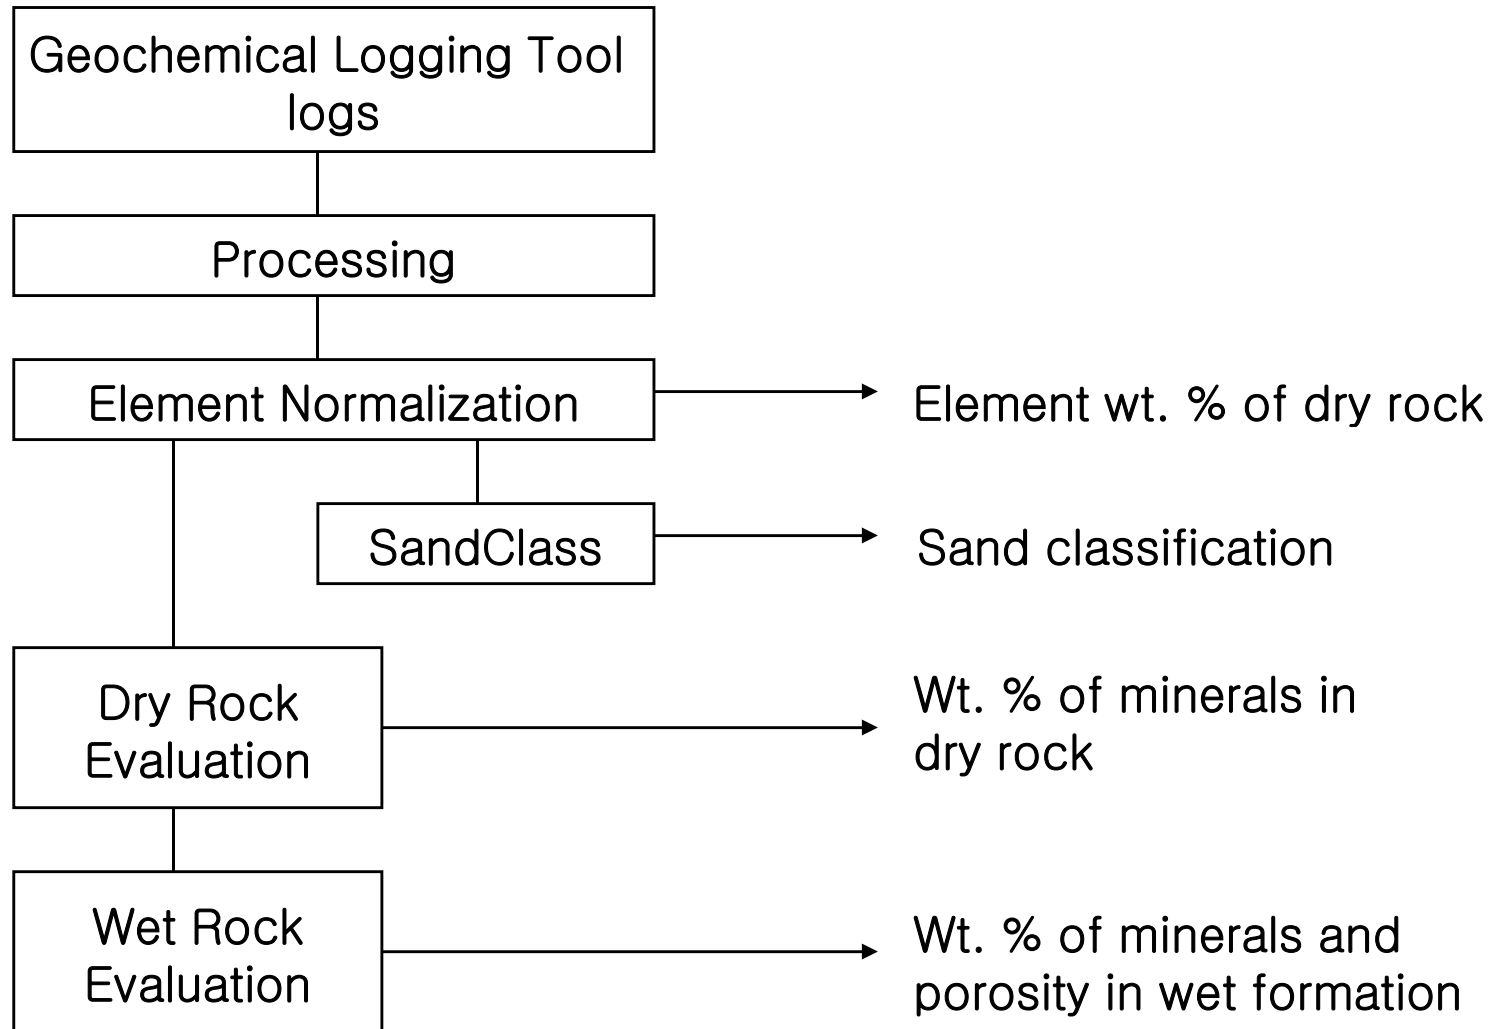 Geochemical Logging Tool
logs
Processing
Element Normalization
Element wt. % of dry rock
SandClass
Sand classification
Dry Rock
Evaluation
Wt. % of minerals in
dry rock
Wet Rock
Evaluation
Wt. % of minerals and
porosity in wet formation